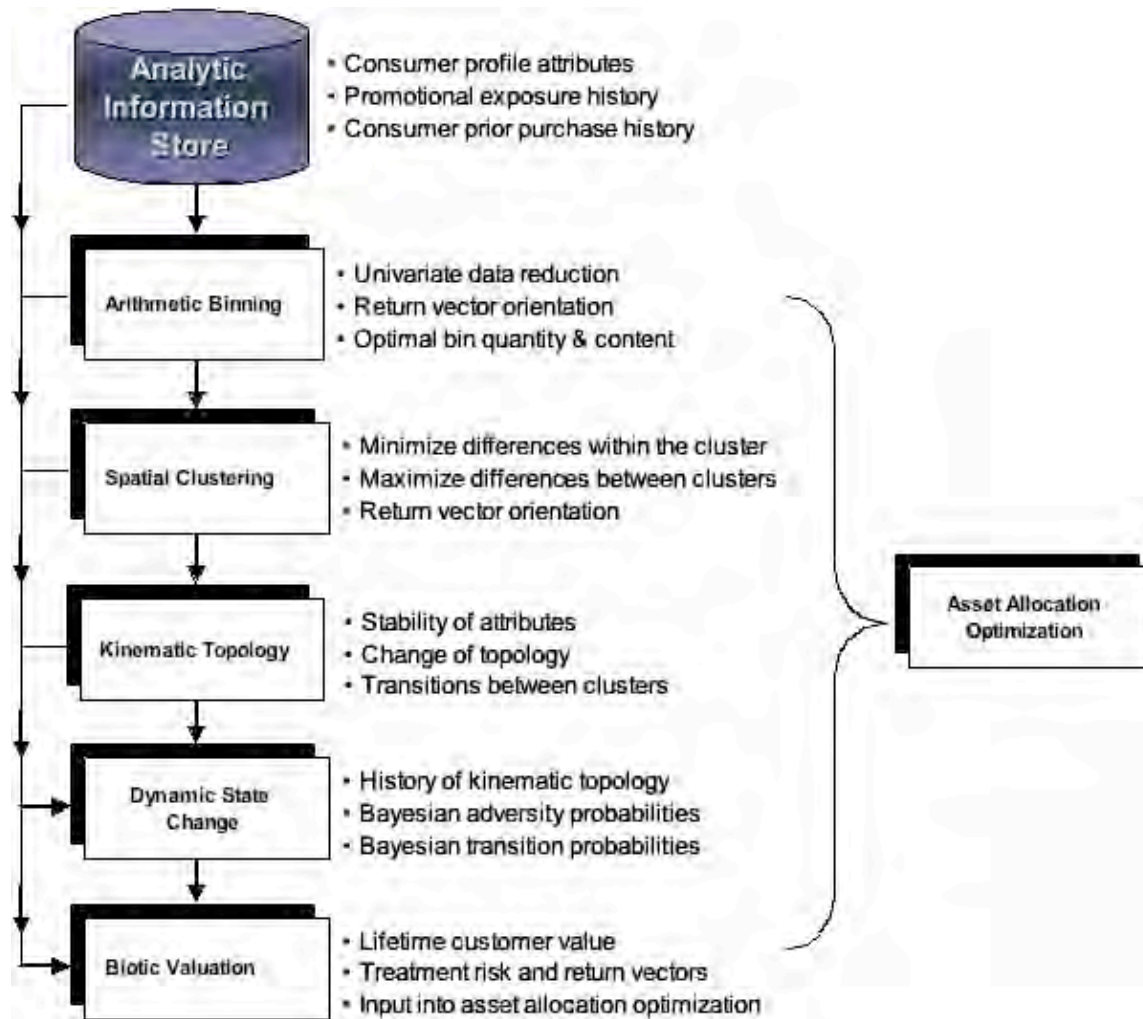 Analytic
Information
Store
• Consumer profile attributes
• Promotional exposure history
• Consumer prior purchase history
Arithmetic Binning
• Univariate data reduction
• Return vector orientation
• Optimal bin quantity & content
Spatial Clustering
• Minimize differences within the cluster
• Maximize differences between clusters
• Return vector orientation
Kinematic Topology
• Stability of attributes
• Change of topology
• Transitions between clusters
Dynamic State
Change
• History of kinematic topology
• Bayesian adversity probabilities
• Bayesian transition probabilities
Biotic Valuation
• Lifetime customer value
• Treatment risk and return vectors
• Input into asset allocation optimization
Asset Allocation
Optimization